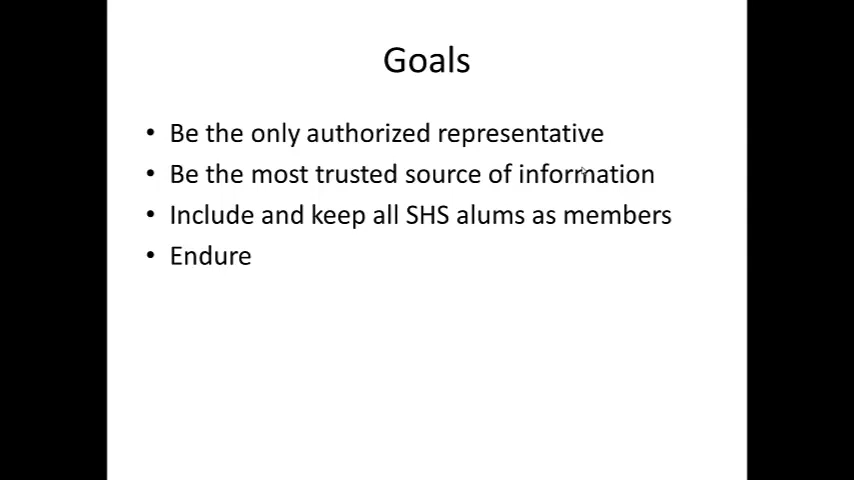 Goals
• Be the only authorized representative
• Be the most trusted source of information
• Include and keep all SHS alums as members
• Endure